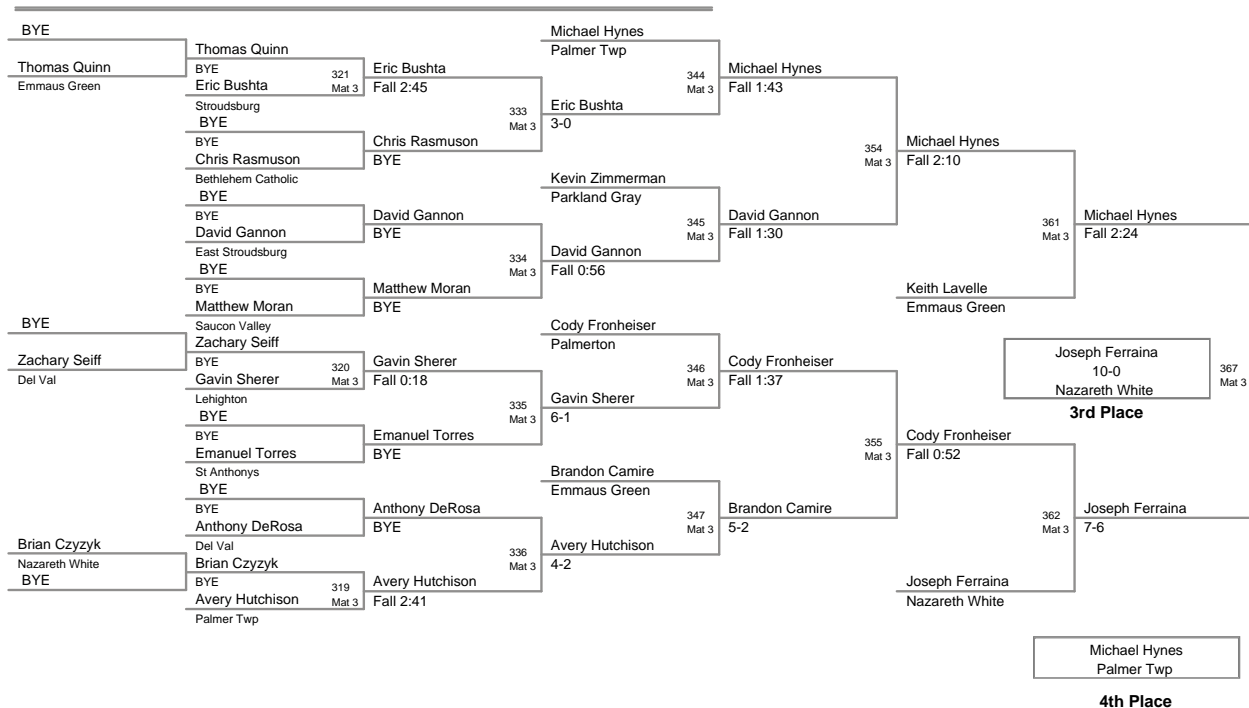 BYE
Thomas Quinn
Emmaus Green
BYE
Zachary Seiff
Del Val
Brian Czyzyk
Nazareth White
BYE
Thomas Quinn
BYE
Eric Bushta
Stroudsburg
321
Mat 3
BYE
BYE
Chris Rasmuson
Bethlehem Catholic
BYE
BYE
David Gannon
East Stroudsburg
BYE
BYE
Matthew Moran
Saucon Valley
Zachary Seiff
BYE
Gavin Sherer
Lehighton
320
Mat 3
BYE
BYE
Emanuel Torres
St Anthonys
BYE
BYE
Anthony DeRosa
Del Val
Brian Czyzyk
BYE
Avery Hutchison
Palmer Twp
319
Mat 3
Eric Bushta
Fall 2:45
333
Mat 3
Chris Rasmuson
BYE
David Gannon
BYE
334
Mat 3
Matthew Moran
BYE
Gavin Sherer
Fall 0:18
335
Mat 3
Emanuel Torres
BYE
Anthony DeRosa
BYE
336
Mat 3
Avery Hutchison
Fall 2:41
Michael Hynes
Palmer Twp
344
Mat 3
Eric Bushta
3-0
Kevin Zimmerman
Parkland Gray
345
Mat 3
David Gannon
Fall 0:56
Cody Fronheiser
Palmerton
346
Mat 3
Gavin Sherer
6-1
Brandon Camire
Emmaus Green
347
Mat 3
Avery Hutchison
4-2
Michael Hynes
Fall 1:43
354
Mat 3
David Gannon
Fall 1:30
Cody Fronheiser
Fall 1:37
355
Mat 3
Brandon Camire
5-2
Michael Hynes
Fall 2:10
361
Mat 3
Keith Lavelle
Emmaus Green
Cody Fronheiser
Fall 0:52
362
Mat 3
Joseph Ferraina
Nazareth White
Michael Hynes
Fall 2:24
Joseph Ferraina
10-0
Nazareth White
3rd Place
367
Mat 3
Joseph Ferraina
7-6
Michael Hynes
Palmer Twp
4th Place